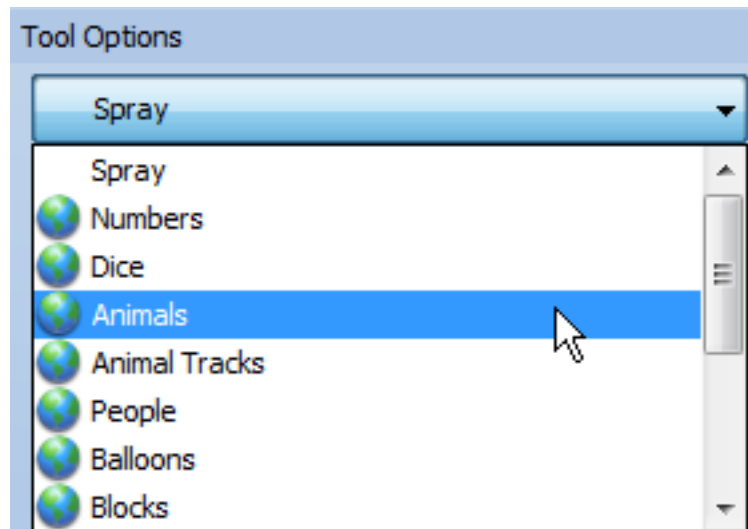 Tool Options
Spray
Spray
Numbers
Dice
Animals
Animal Tracks
People
Balloons
Blocks